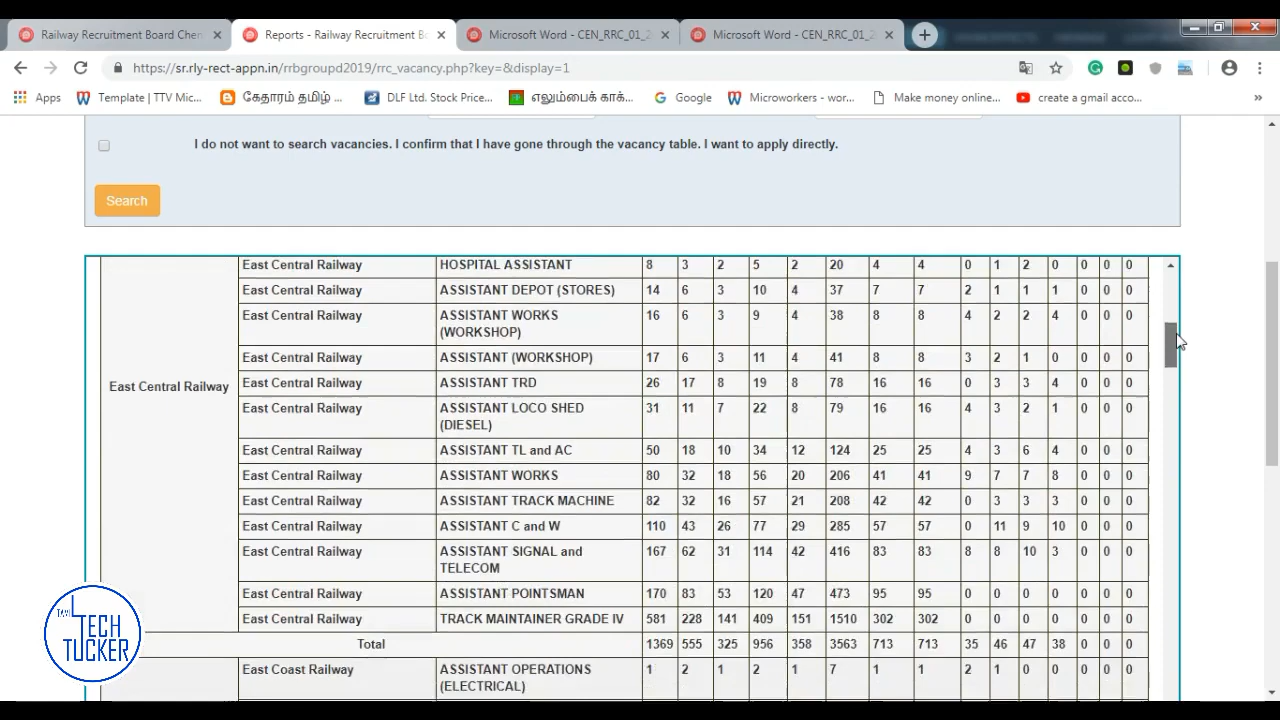 Railway Recruitment Board Chen
Reports - Railway Recruitment Bo
Microsoft Word - CEN_RRC_01_2
Microsoft Word - CEN_RRC_01_2
https://sr.rly-rect-appn.in/rrbgroupd2019/rrc_vacancy.php?key=&display=1
Apps
Template | TTV Mic...
கேதாரம் தமிழ் ...
DLF Ltd. Stock Price...
எலும்பைக் காக்...
Google
Microworkers - wor...
Make money online...
create a gmail acco...
»
I do not want to search vacancies. I confirm that I have gone through the vacancy table. I want to apply directly.
Search
East Central Railway HOSPITAL ASSISTANT 8 3 2 5 2 20 4 4 0 1 2 0 0 0 0
East Central Railway ASSISTANT DEPOT (STORES) 14 6 3 10 4 37 7 7 2 1 1 1 0 0 0
East Central Railway ASSISTANT WORKS 16 6 3 9 4 38 8 8 4 2 2 4 0 0 0
(WORKSHOP)
East Central Railway ASSISTANT (WORKSHOP) 17 6 3 11 4 41 8 8 3 2 1 0 0 0 0
East Central Railway
East Central Railway ASSISTANT TRD 26 17 8 19 8 78 16 16 0 3 3 4 0 0 0
East Central Railway ASSISTANT LOCO SHED 31 11 7 22 8 79 16 16 4 3 2 1 0 0 0
(DIESEL)
East Central Railway ASSISTANT TL and AC 50 18 10 34 12 124 25 25 4 3 6 4 0 0 0
East Central Railway ASSISTANT WORKS 80 32 18 56 20 206 41 41 9 7 7 8 0 0 0
East Central Railway ASSISTANT TRACK MACHINE 82 32 16 57 21 208 42 42 0 3 3 3 0 0 0
East Central Railway ASSISTANT C and W 110 43 26 77 29 285 57 57 0 11 9 10 0 0 0
East Central Railway ASSISTANT SIGNAL and 167 62 31 114 42 416 83 83 8 8 10 3 0 0 0
TELECOM
East Central Railway ASSISTANT POINTSMAN 170 83 53 120 47 473 95 95 0 0 0 0 0 0 0
East Central Railway TRACK MAINTAINER GRADE IV 581 228 141 409 151 1510 302 302 0 0 0 0 0 0 0
Total 1369 555 325 956 358 3563 713 713 35 46 47 38 0 0 0
East Coast Railway ASSISTANT OPERATIONS 1 2 1 2 1 7 1 1 2 1 0 0 0 0 0
(ELECTRICAL)
TECH
TUCKER